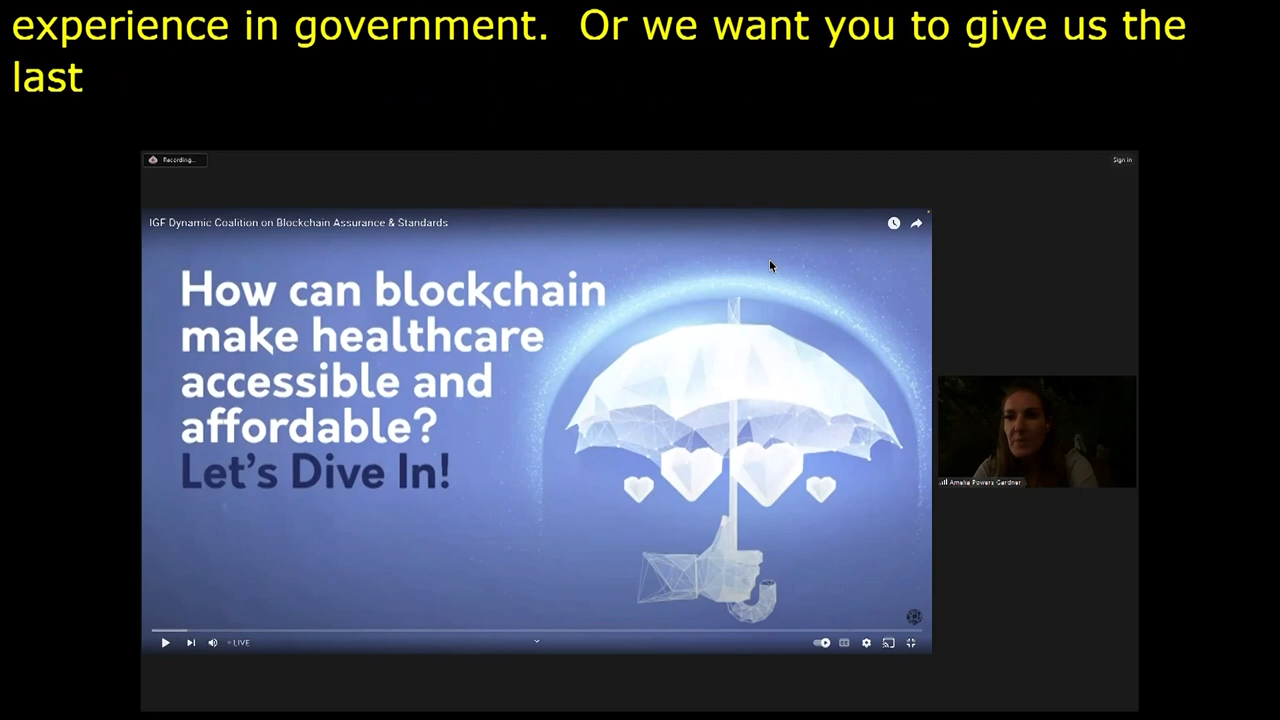 experience in government.  Or we want you to give us the
last
Recording...
Sign in
IGF Dynamic Coalition on Blockchain Assurance & Standards
How can blockchain
make healthcare
accessible and
affordable?
Let's Dive In!
Amelia Powers Gardner
LIVE